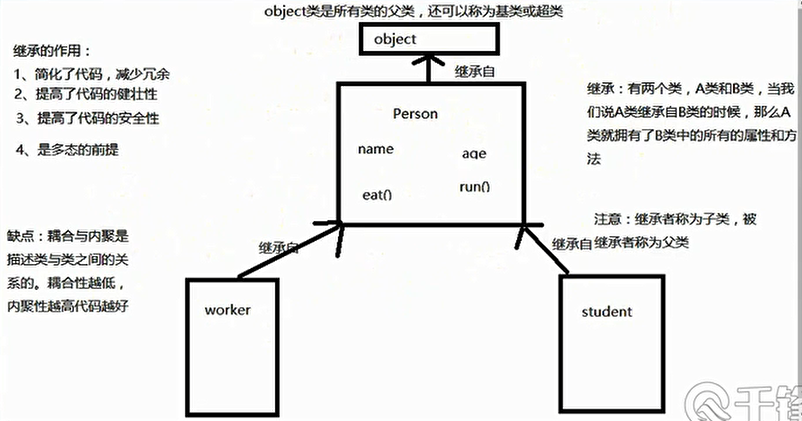 object类是所有类的父类，还可以称为基类或超类
object
继承自
继承的作用：
1、简化了代码，减少冗余
2、提高了代码的健壮性
3、提高了代码的安全性
4、是多态的前提
Person
name
age
eat()
run()
继承：有两个类，A类和B类，当我
们说A类继承自B类的时候，那么A
类就拥有了B类中的所有的属性和方
法
注意：继承者称为子类，被
继承者称为父类
缺点：耦合与内聚是
描述类与类之间的关
系的。耦合性越低，
内聚性越高代码越好
继承自
继承自
worker
student
千锋